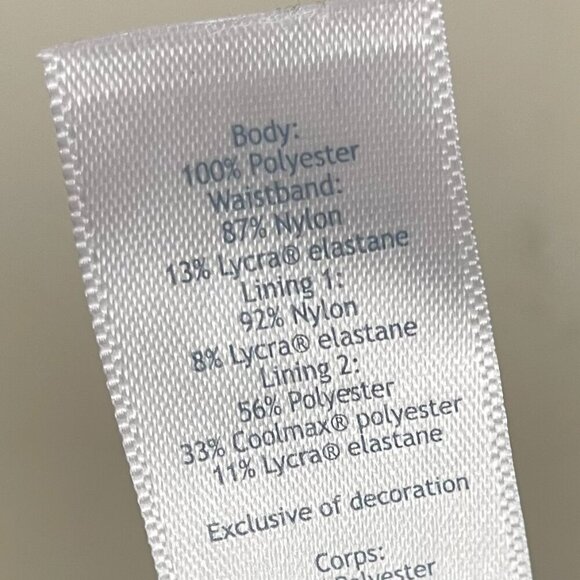 Body:
100% Polyester
Waistband:
87% Nylon
13% Lycra® elastane
Lining 1:
92% Nylon
8% Lycra® elastane
Lining 2:
56% Polyester
33% Coolmax® polyester
11% Lycra® elastane
Exclusive of decoration
Corps:
Polyester